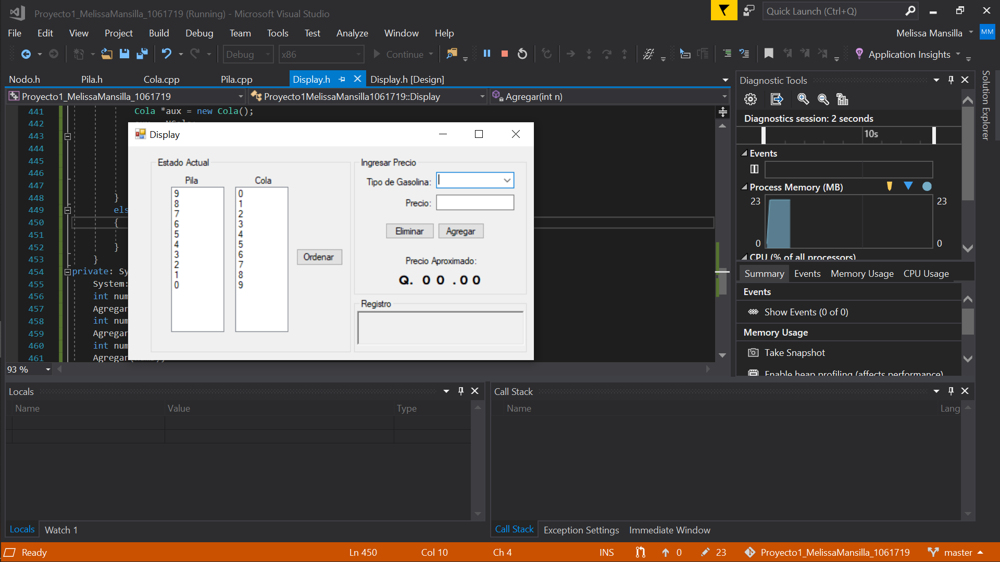 Proyecto1_MelissaMansilla_1061719 (Running) - Microsoft Visual Studio
Quick Launch (Ctrl+Q)
File Edit View Project Build Debug Team Tools Test Analyze Window Help
Melissa Mansilla MM
Debug x86 Continue Application Insights
Nodo.h Pila.h Cola.cpp Pila.cpp Display.h Display.h [Design]
Proyecto1_MelissaMansilla_1061719 Proyecto1MelissaMansilla1061719::Display Agregar(int n)
441 Cola *aux = new Cola();
442
443
444
445
446
447
448 }
449 els
450 {
451
452 }
453 }
454 private: Sy
455 System:
456 int num
457 Agregar
458 int num
459 Agregar
460 int num
461 Agregar
93 %
Display
Estado Actual
Pila
9
8
7
6
5
4
3
2
1
0
Cola
0
1
2
3
4
5
6
7
8
9
Ordenar
Ingresar Precio
Tipo de Gasolina:
Precio:
Eliminar Agregar
Precio Aproximado:
Q. 00.00
Registro
Diagnostic Tools
Diagnostics session: 2 seconds
10s
Events
Process Memory (MB)
23 23
0 0
CPU (% of all processors)
Summary Events Memory Usage CPU Usage
Events
Show Events (0 of 0)
Memory Usage
Take Snapshot
Enable heap profiling (affects performance)
Solution Explorer
Locals
Name Value Type
Locals Watch 1
Call Stack
Name Lang
Call Stack Exception Settings Immediate Window
Ready Ln 450 Col 10 Ch 4 INS 0 23 Proyecto1_MelissaMansilla_1061719 master